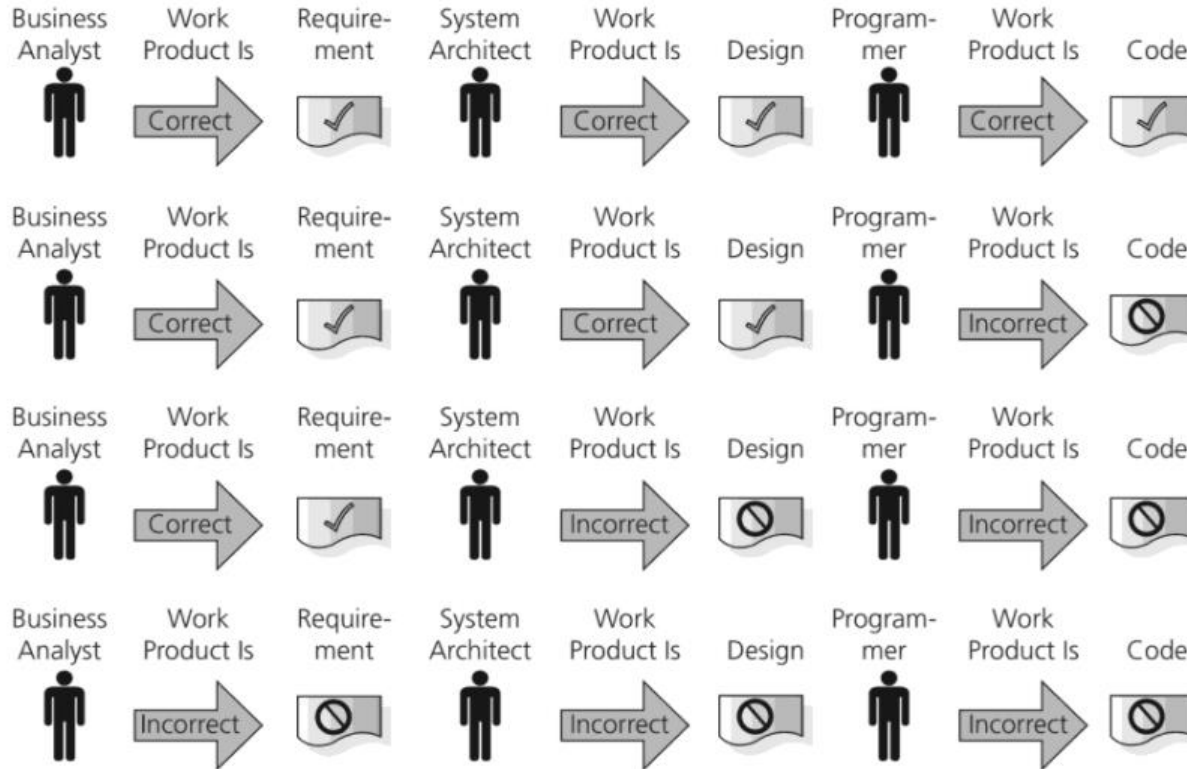 Business Work Require- System Work Program- Work
Analyst Product Is ment Architect Product Is Design mer Product Is Code
Correct Correct Correct
Business Work Require- System Work Program- Work
Analyst Product Is ment Architect Product Is Design mer Product Is Code
Correct Correct Incorrect
Business Work Require- System Work Program- Work
Analyst Product Is ment Architect Product Is Design mer Product Is Code
Correct Incorrect Incorrect
Business Work Require- System Work Program- Work
Analyst Product Is ment Architect Product Is Design mer Product Is Code
Incorrect Incorrect Incorrect